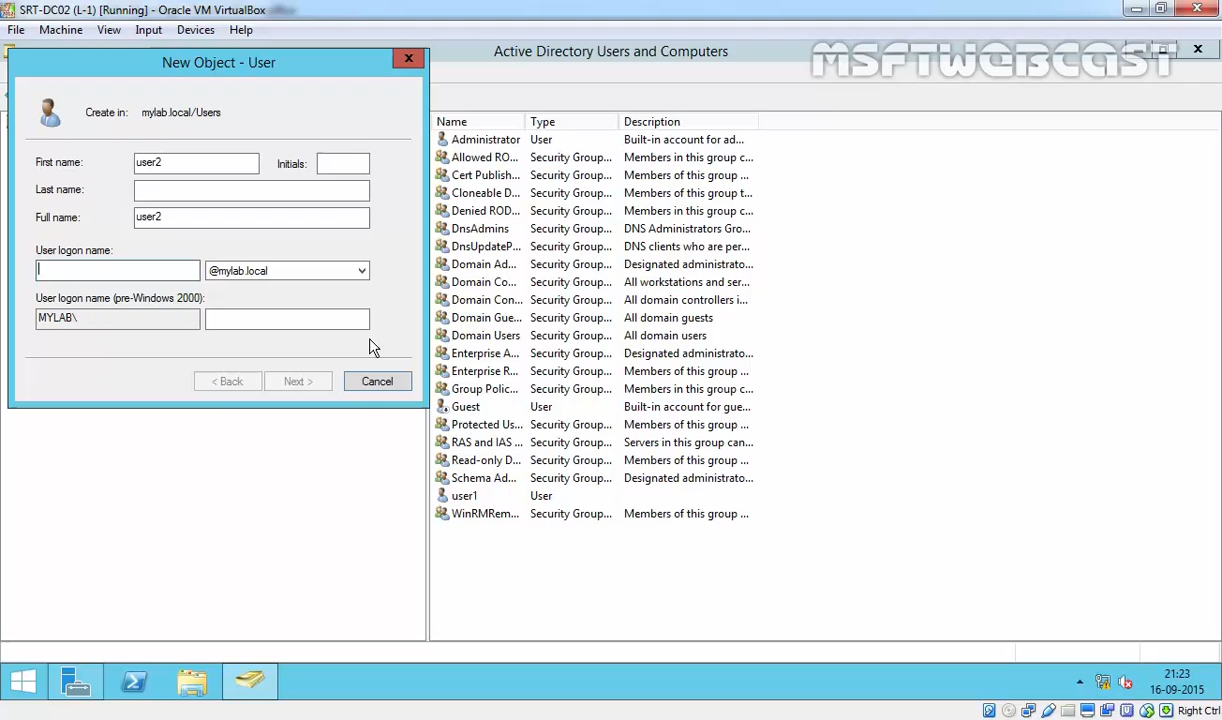 SRT-DC02 (L-1) [Running] - Oracle VM VirtualBox
File Machine View Input Devices Help
Active Directory Users and Computers
MSFTWEBCAST
New Object - User
Create in: mylab.local/Users
First name: user2 Initials:
Last name:
Full name: user2
User logon name:
@mylab.local
User logon name (pre-Windows 2000):
MYLAB\
< Back Next > Cancel
Name Type Description
Administrator User Built-in account for ad...
Allowed RO... Security Group... Members in this group c...
Cert Publish... Security Group... Members of this group ...
Cloneable D... Security Group... Members of this group t...
Denied ROD... Security Group... Members in this group c...
DnsAdmins Security Group... DNS Administrators Gro...
DnsUpdateP... Security Group... DNS clients who are per...
Domain Ad... Security Group... Designated administrato...
Domain Co... Security Group... All workstations and ser...
Domain Con... Security Group... All domain controllers i...
Domain Gue... Security Group... All domain guests
Domain Users Security Group... All domain users
Enterprise A... Security Group... Designated administrato...
Enterprise R... Security Group... Members of this group ...
Group Polic... Security Group... Members in this group c...
Guest User Built-in account for gue...
Protected Us... Security Group... Members of this group ...
RAS and IAS ... Security Group... Servers in this group can...
Read-only D... Security Group... Members of this group ...
Schema Ad... Security Group... Designated administrato...
user1 User
WinRMRem... Security Group... Members of this group ...
21:23
16-09-2015
Right Ctrl